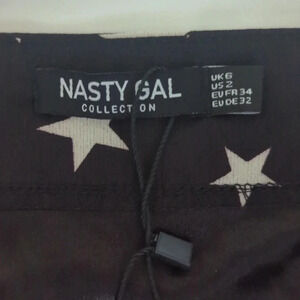 NASTY GAL
COLLECTION
UK6
US2
EUFR34
EUDE32